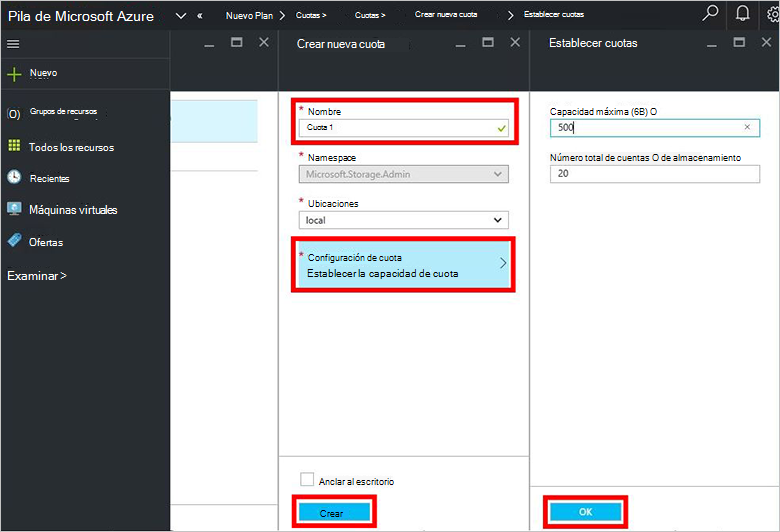 Pila de Microsoft Azure
Nuevo Plan
Cuotas >
Cuotas >
Crear nueva cuota
Establecer cuotas
Nuevo
(O) Grupos de recursos
Todos los recursos
Recientes
Máquinas virtuales
Ofertas
Examinar >
Crear nueva cuota
* Nombre
Cuota 1
* Namespace
Microsoft.Storage.Admin
* Ubicaciones
local
* Configuración de cuota
Establecer la capacidad de cuota
Anclar al escritorio
Crear
Establecer cuotas
Capacidad máxima (6B) O
500
Número total de cuentas O de almacenamiento
20
OK